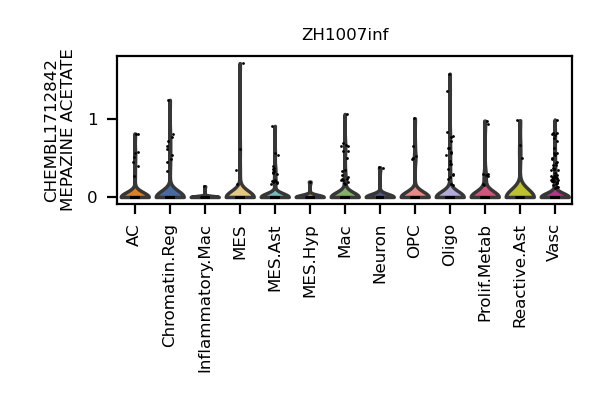 ZH1007inf
CHEMBL1712842
MEPAZINE ACETATE
1
0
AC
Chromatin.Reg
Inflammatory.Mac
MES
MES.Ast
MES.Hyp
Mac
Neuron
OPC
Oligo
Prolif.Metab
Reactive.Ast
Vasc